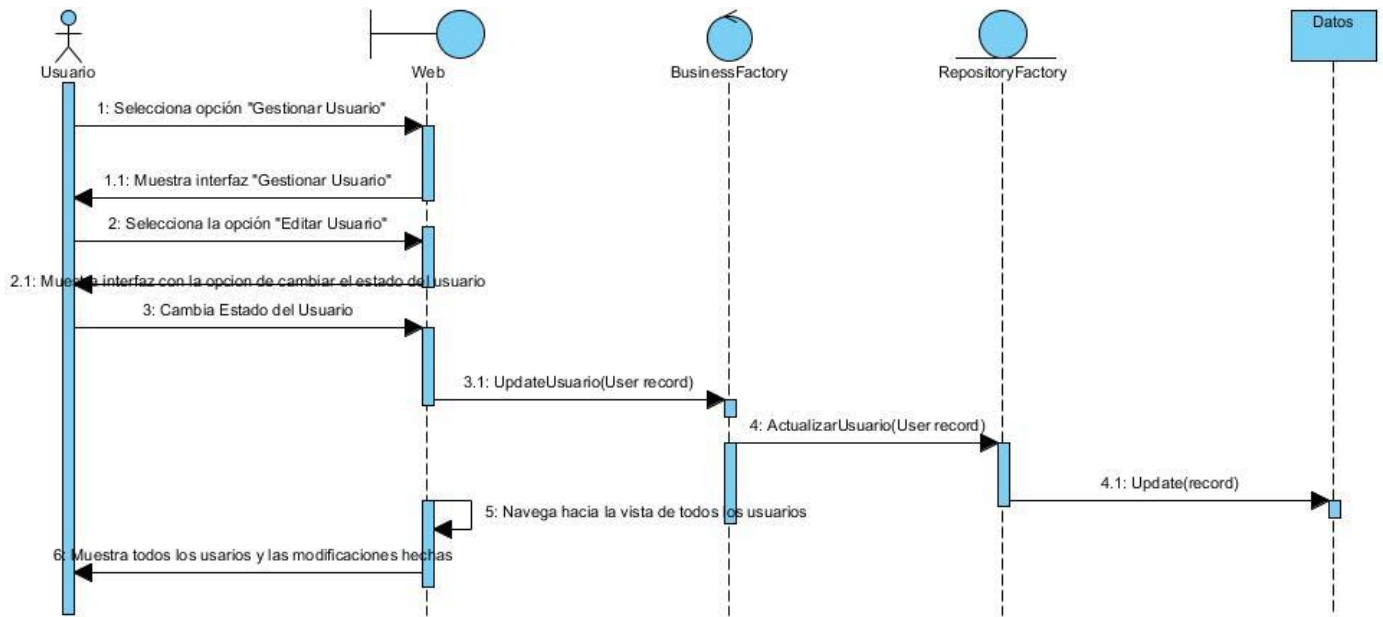 Usuario
Web
BusinessFactory
RepositoryFactory
Datos
1: Selecciona opción "Gestionar Usuario"
1.1: Muestra interfaz "Gestionar Usuario"
2: Selecciona la opción "Editar Usuario"
2.1: Muestra interfaz con la opcion de cambiar el estado del usuario
3: Cambia Estado del Usuario
3.1: UpdateUsuario(User record)
4: ActualizarUsuario(User record)
4.1: Update(record)
5: Navega hacia la vista de todos los usuarios
6: Muestra todos los usarios y las modificaciones hechas